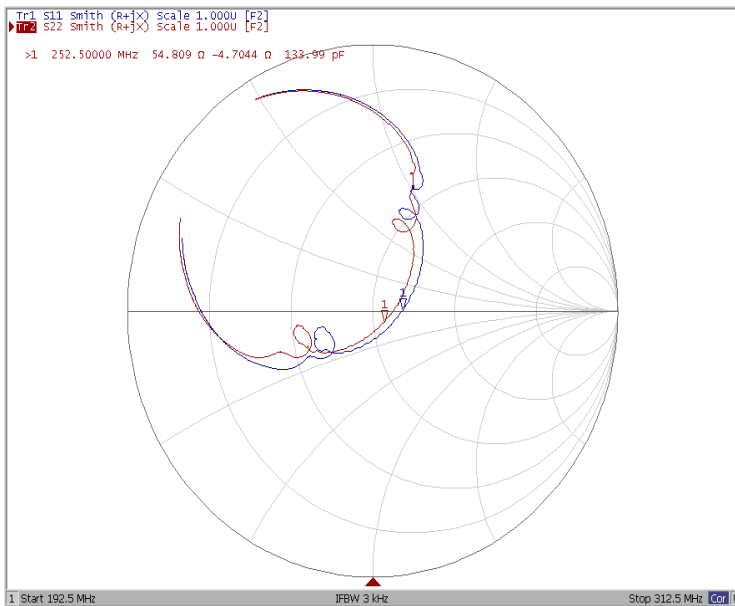 Tr1 S11 Smith (R+jX) Scale 1.000U [F2]
Tr2 S22 Smith (R+jX) Scale 1.000U [F2]
>1 252.50000 MHz 54.809 Ω -4.7044 Ω 133.99 pF
1
1
1 Start 192.5 MHz IFBW 3 kHz Stop 312.5 MHz Cor